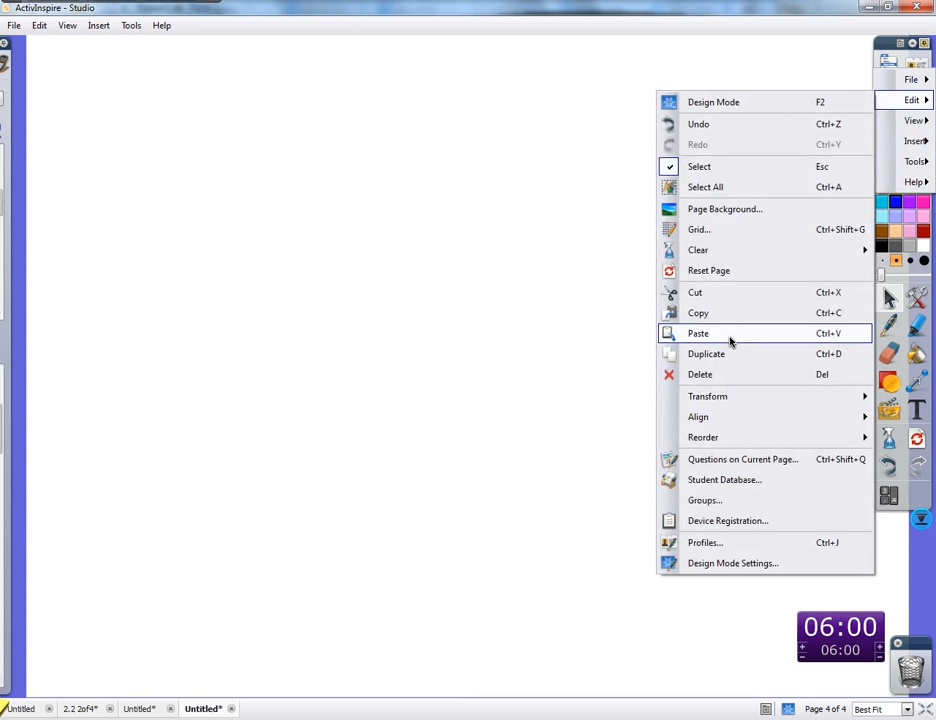 ActivInspire - Studio
File Edit View Insert Tools Help
File
Edit
View
Insert
Tools
Help
Design Mode F2
Undo Ctrl+Z
Redo Ctrl+Y
Select Esc
Select All Ctrl+A
Page Background...
Grid... Ctrl+Shift+G
Clear
Reset Page
Cut Ctrl+X
Copy Ctrl+C
Paste Ctrl+V
Duplicate Ctrl+D
Delete Del
Transform
Align
Reorder
Questions on Current Page... Ctrl+Shift+Q
Student Database...
Groups...
Device Registration...
Profiles... Ctrl+J
Design Mode Settings...
06:00
06:00
Untitled 2.2 2of4* Untitled* Untitled* Page 4 of 4 Best Fit